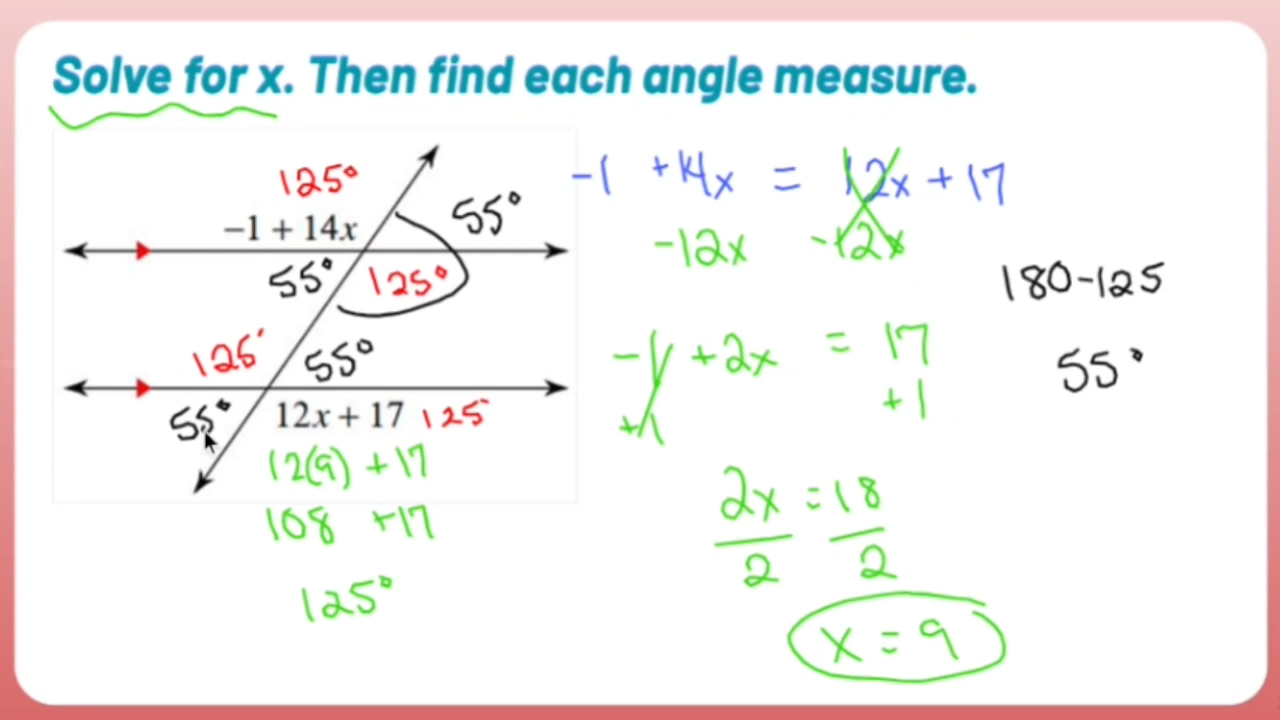 Solve for x. Then find each angle measure.
125°
−1 + 14x
55°
55°
125°
125°
55°
55°
12x + 17 125°
12(9) + 17
108 + 17
125°
-1 + 14x = 12x + 17
-12x -12x
-1 + 2x = 17
+1 +1
2x = 18
2 2
x = 9
180-125
55°